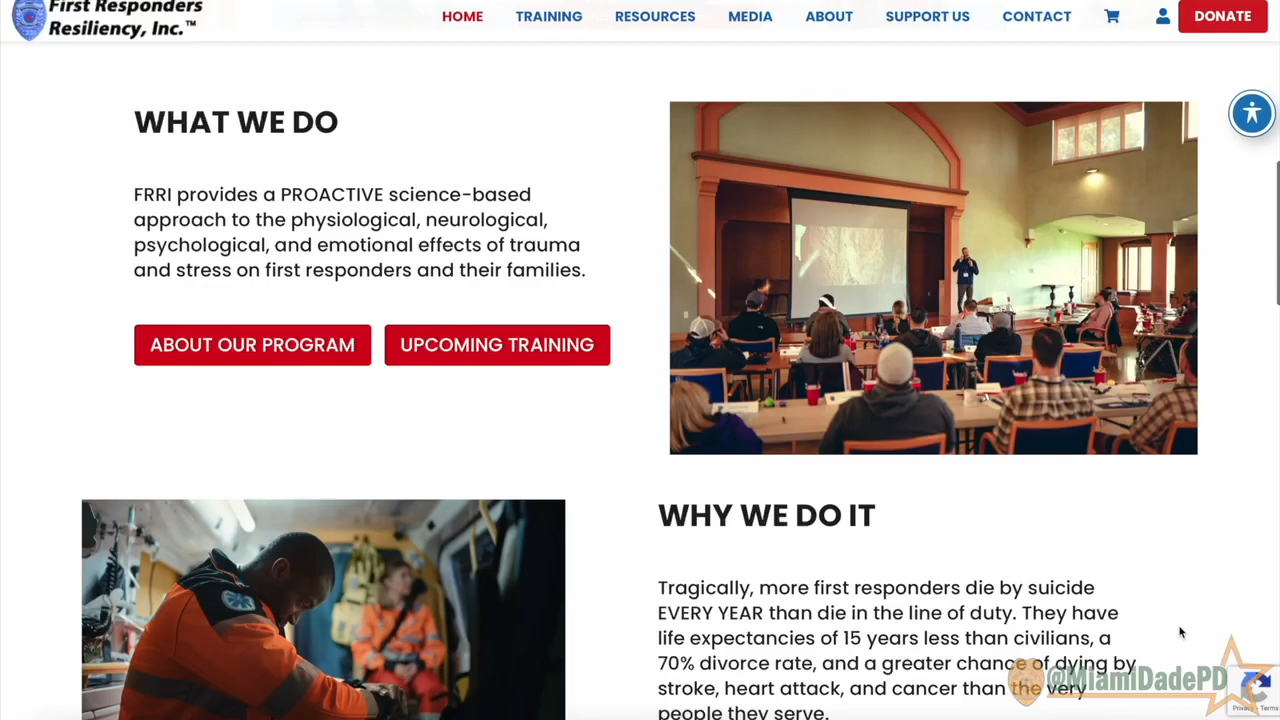 First Responders
Resiliency, Inc.™
HOME TRAINING RESOURCES MEDIA ABOUT SUPPORT US CONTACT DONATE
WHAT WE DO
FRRI provides a PROACTIVE science-based
approach to the physiological, neurological,
psychological, and emotional effects of trauma
and stress on first responders and their families.
ABOUT OUR PROGRAM UPCOMING TRAINING
WHY WE DO IT
Tragically, more first responders die by suicide
EVERY YEAR than die in the line of duty. They have
life expectancies of 15 years less than civilians, a
70% divorce rate, and a greater chance of dying by
stroke, heart attack, and cancer than the very
people they serve.
@MiamiDadePD
Privacy - Terms